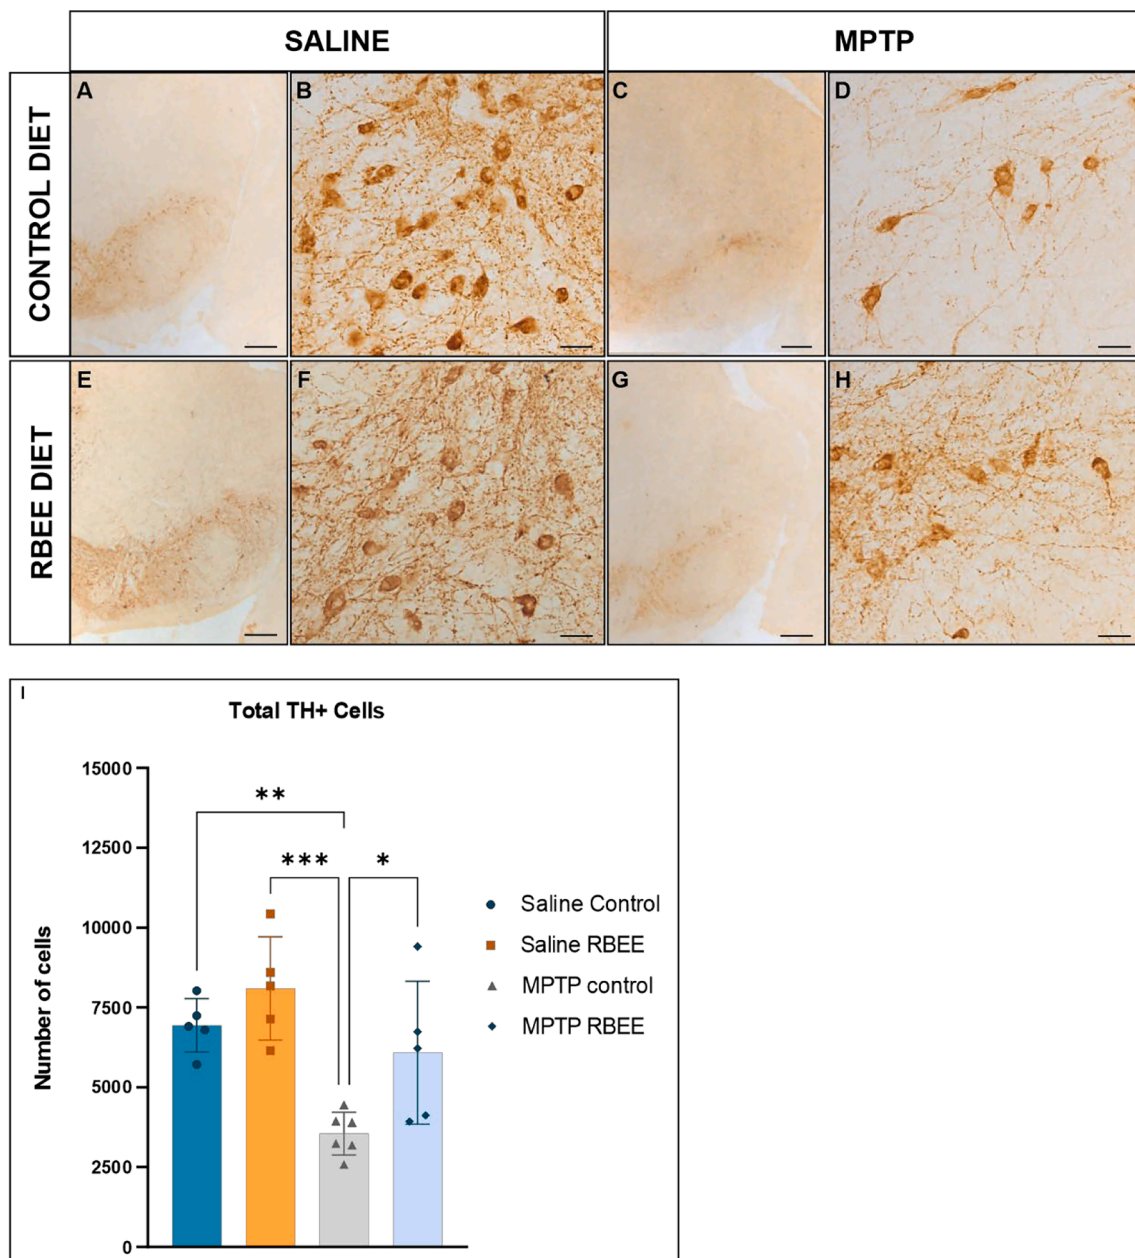 SALINE MPTP
CONTROL DIET
A B C D
RBEE DIET
E F G H
I
Total TH+ Cells
Number of cells
15000
12500
10000
7500
5000
2500
0
**
*** *
Saline Control
Saline RBEE
MPTP control
MPTP RBEE